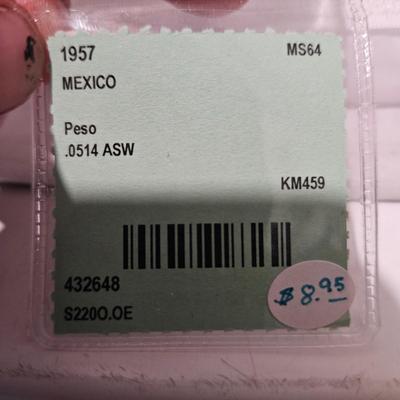 1957 MS64
MEXICO
Peso
.0514 ASW
KM459
432648
$8.95
S220O.OE